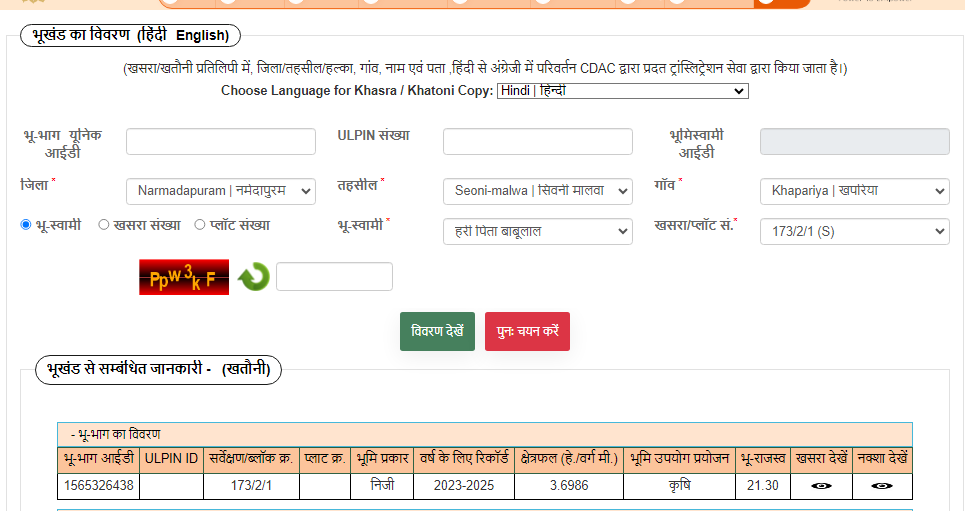 भूखंड का विवरण (हिंदी English)
(खसरा/खतौनी प्रतिलिपी में, जिला/तहसील/हल्का, गांव, नाम एवं पता ,हिंदी से अंग्रेजी में परिवर्तन CDAC द्वारा प्रदत ट्रांस्लिट्रेशन सेवा द्वारा किया जाता है।)
Choose Language for Khasra / Khatoni Copy: Hindi | हिन्दी
भू-भाग यूनिक आईडी
ULPIN संख्या
भूमिस्वामी आईडी
जिला * Narmadapuram | नर्मदापुरम
तहसील * Seoni-malwa | सिवनी मालवा
गाँव * Khapariya | खपरिया
भू-स्वामी खसरा संख्या प्लॉट संख्या
भू-स्वामी * हरी पिता बाबूलाल
खसरा/प्लॉट सं.* 173/2/1 (S)
Ppw3k F
विवरण देखें पुनः चयन करें
भूखंड से सम्बंधित जानकारी - (खतौनी)
- भू-भाग का विवरण
भू-भाग आईडी ULPIN ID सर्वेक्षण/ब्लॉक क्र. प्लाट क्र. भूमि प्रकार वर्ष के लिए रिकॉर्ड क्षेत्रफल (हे./वर्ग मी.) भूमि उपयोग प्रयोजन भू-राजस्व खसरा देखें नक्शा देखें
1565326438 173/2/1 निजी 2023-2025 3.6986 कृषि 21.30